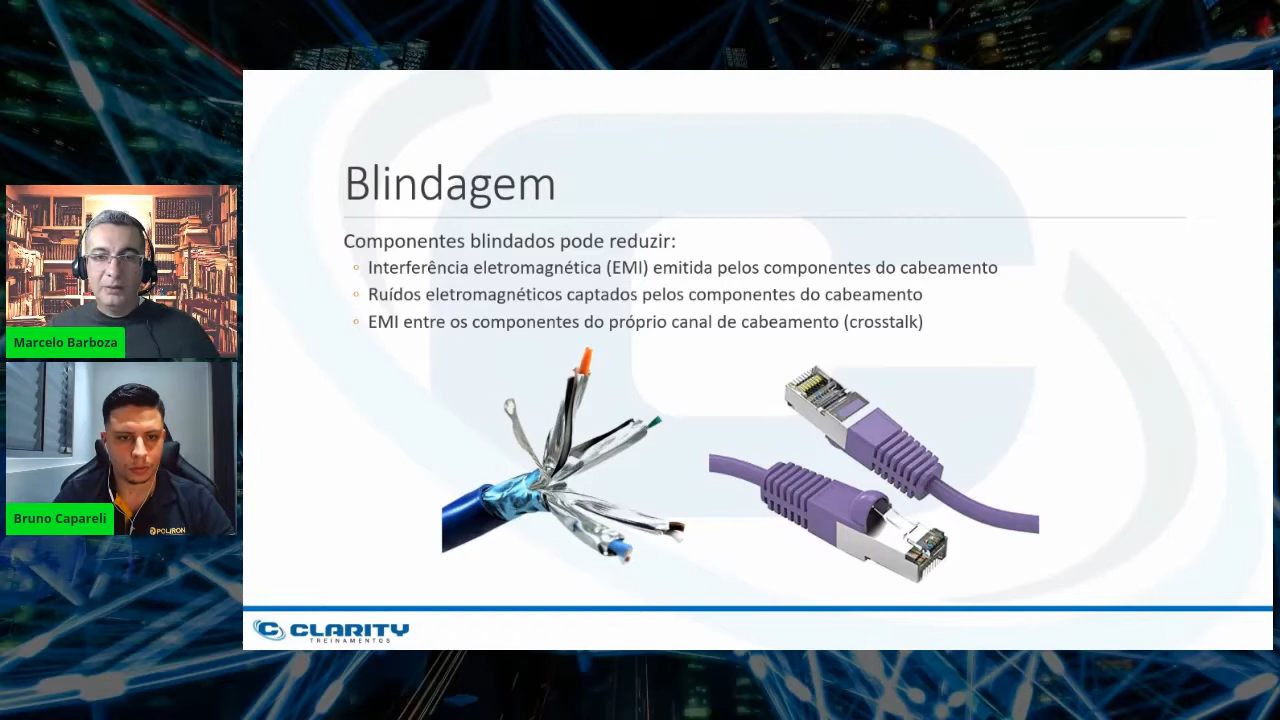 Blindagem
Componentes blindados pode reduzir:
Interferência eletromagnética (EMI) emitida pelos componentes do cabeamento
Ruídos eletromagnéticos captados pelos componentes do cabeamento
EMI entre os componentes do próprio canal de cabeamento (crosstalk)
Marcelo Barboza
Bruno Capareli
POLIRON
CLARITY
TREINAMENTOS